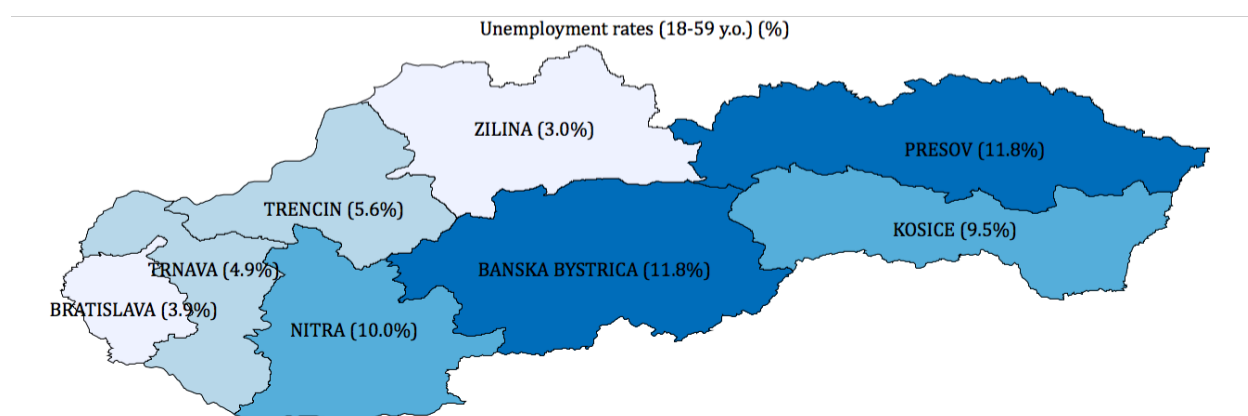 Unemployment rates (18-59 y.o.) (%)
ZILINA (3.0%)
PRESOV (11.8%)
TRENCIN (5.6%)
KOSICE (9.5%)
TRNAVA (4.9%)
BANSKA BYSTRICA (11.8%)
BRATISLAVA (3.9%)
NITRA (10.0%)